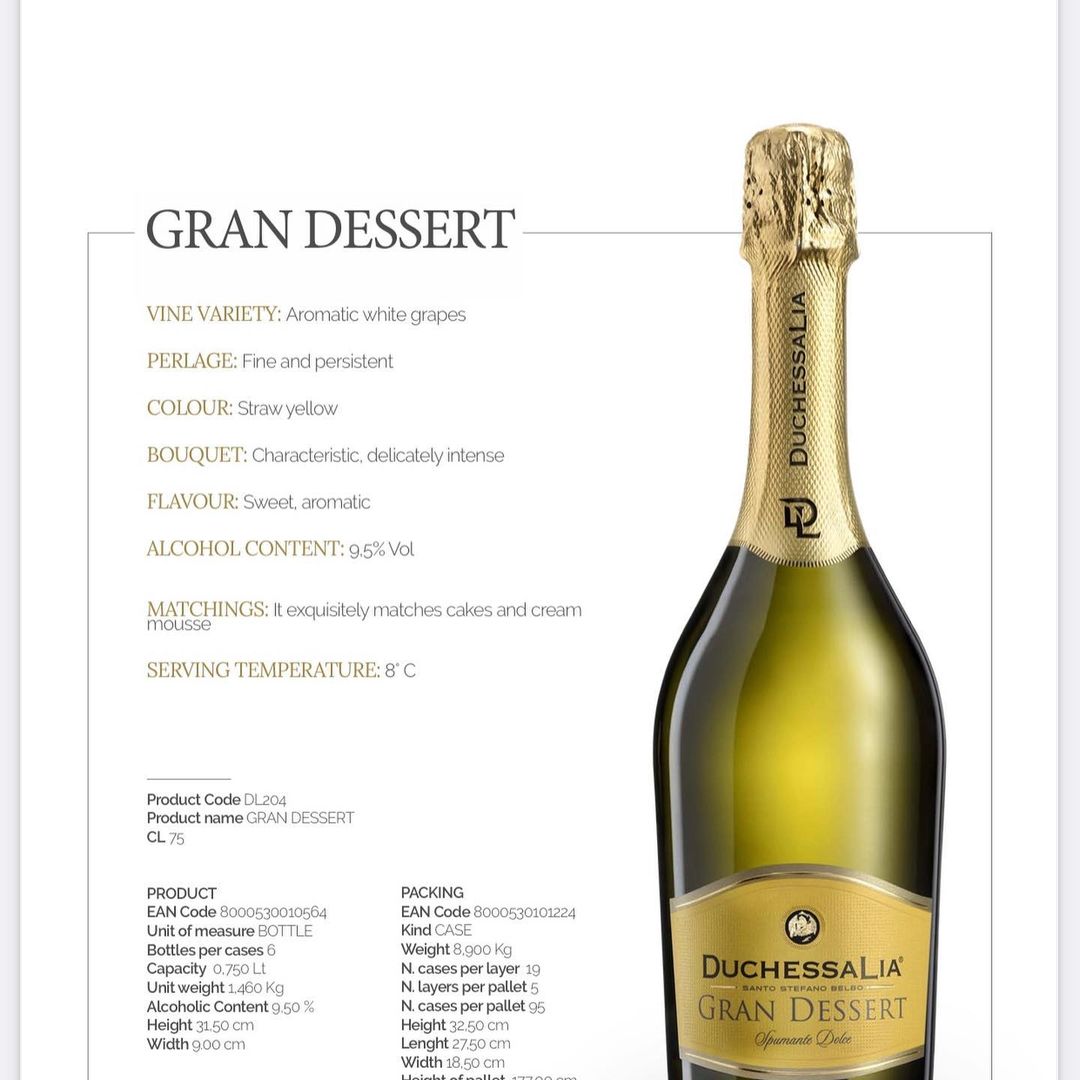 GRAN DESSERT
VINE VARIETY: Aromatic white grapes
PERLAGE: Fine and persistent
COLOUR: Straw yellow
BOUQUET: Characteristic, delicately intense
FLAVOUR: Sweet, aromatic
ALCOHOL CONTENT: 9,5% Vol
MATCHINGS: It exquisitely matches cakes and cream
mousse
SERVING TEMPERATURE: 8° C
Product Code DL204
Product name GRAN DESSERT
CL 75
PRODUCT
EAN Code 8000530010564
Unit of measure BOTTLE
Bottles per cases 6
Capacity 0,750 Lt
Unit weight 1,460 Kg
Alcoholic Content 9,50 %
Height 31,50 cm
Width 9.00 cm
PACKING
EAN Code 8000530101224
Kind CASE
Weight 8,900 Kg
N. cases per layer 19
N. layers per pallet 5
N. cases per pallet 95
Height 32,50 cm
Lenght 27,50 cm
Width 18,50 cm
Height of pallet 177,00 cm
DUCHESSALIA
DL
DUCHESSALIA®
SANTO STEFANO BELBO
GRAN DESSERT
Spumante Dolce